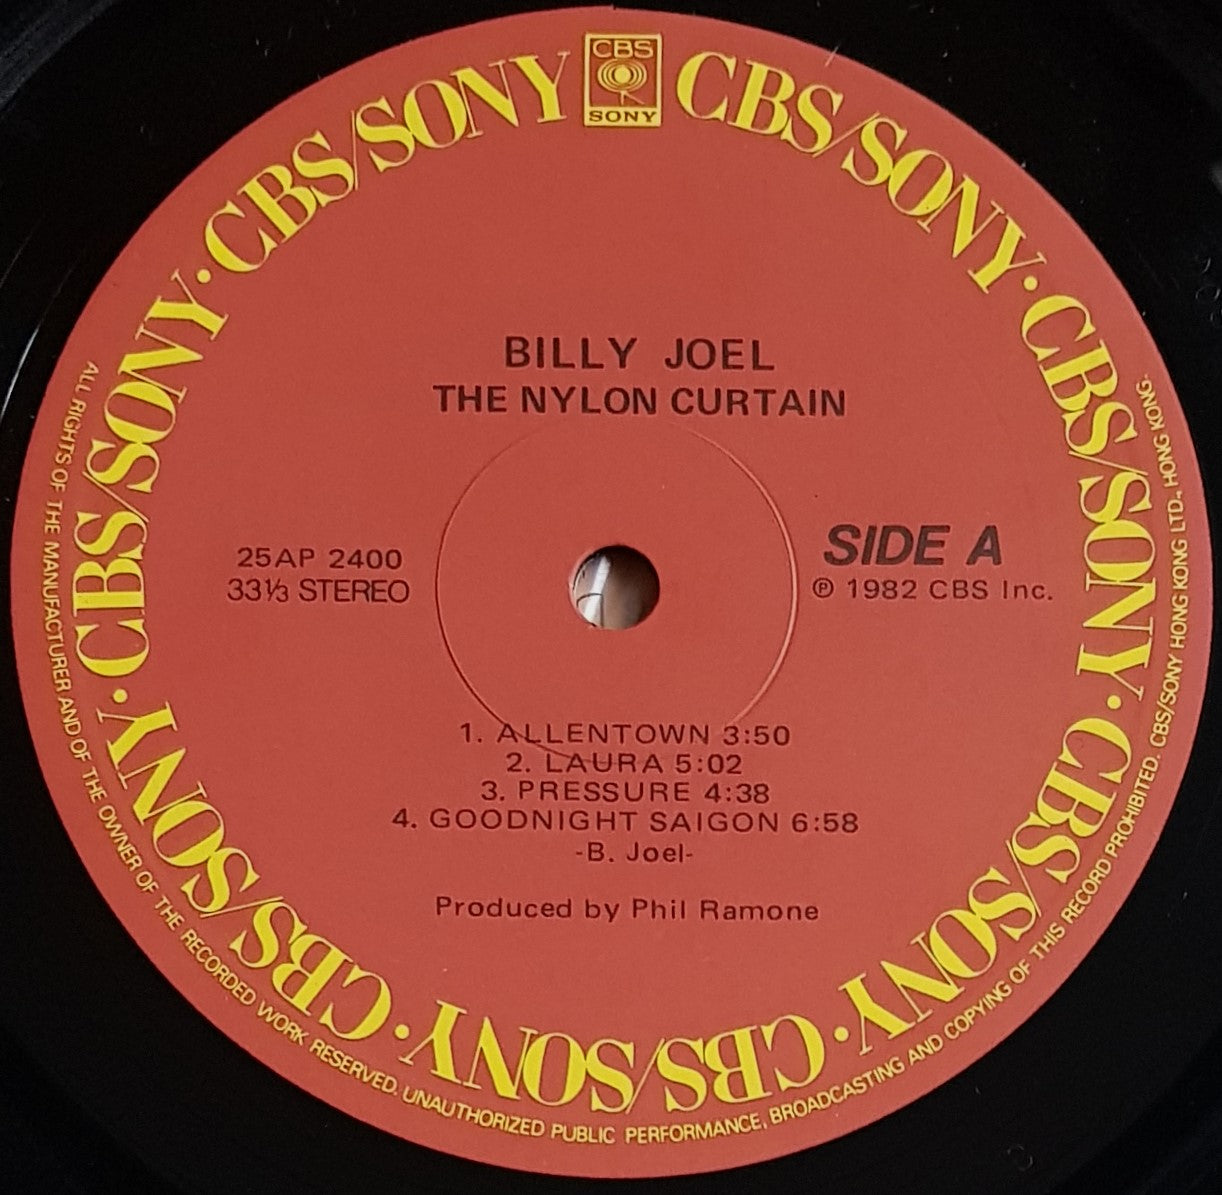 CBS
SONY
CBS/SONY · CBS/SONY · CBS/SONY · CBS/SONY · CBS/SONY · CBS/SONY · CBS/SONY
BILLY JOEL
THE NYLON CURTAIN
25AP 2400
33⅓ STEREO
SIDE A
℗ 1982 CBS Inc.
1. ALLENTOWN 3:50
2. LAURA 5:02
3. PRESSURE 4:38
4. GOODNIGHT SAIGON 6:58
-B. Joel-
Produced by Phil Ramone
ALL RIGHTS OF THE MANUFACTURER AND OF THE OWNER OF THE RECORDED WORK RESERVED. UNAUTHORIZED PUBLIC PERFORMANCE, BROADCASTING AND COPYING OF THIS RECORD PROHIBITED. CBS/SONY HONG KONG LTD., HONG KONG.